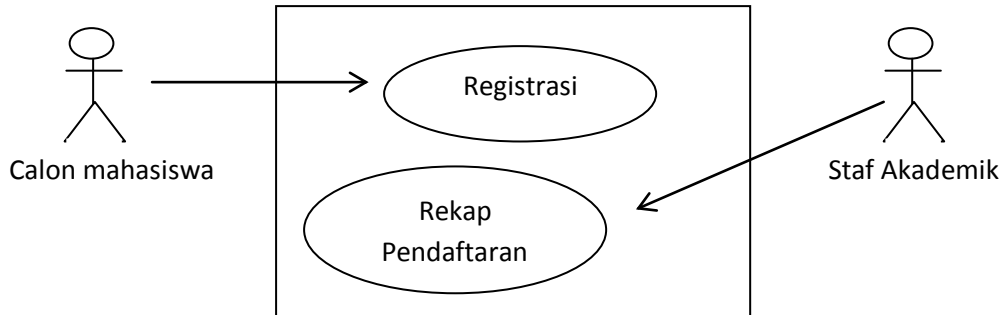 Registrasi
Calon mahasiswa
Staf Akademik
Rekap
Pendaftaran